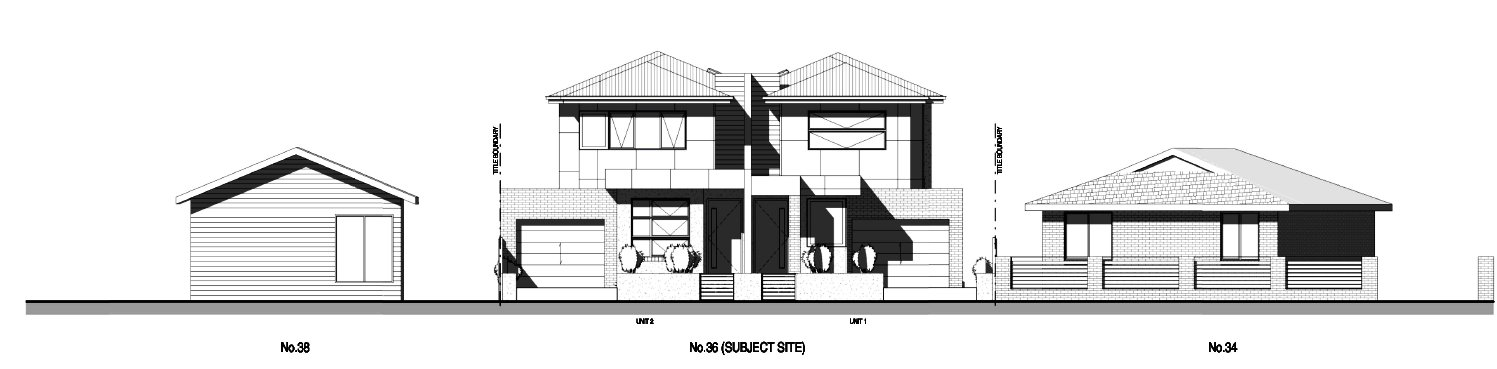 TITLE BOUNDARY
TITLE BOUNDARY
UNIT 2
UNIT 1
No.38
No.36 (SUBJECT SITE)
No.34